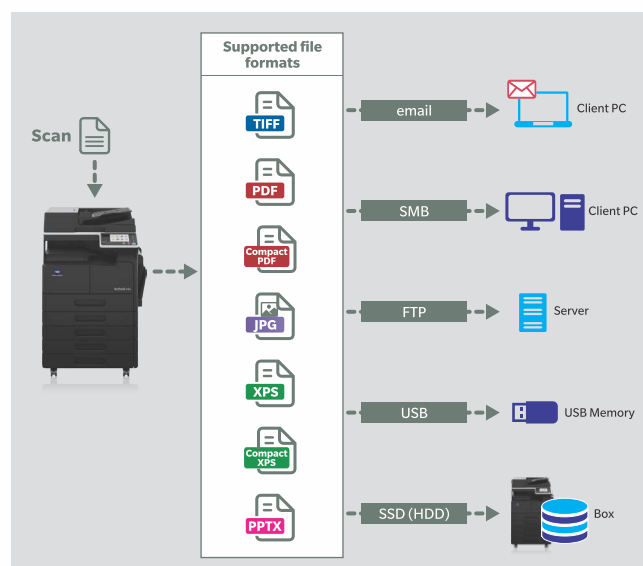 Supported file
formats
Scan
TIFF
PDF
Compact
PDF
JPG
XPS
Compact
XPS
PPTX
email
Client PC
SMB
Client PC
FTP
Server
USB
USB Memory
SSD (HDD)
Box